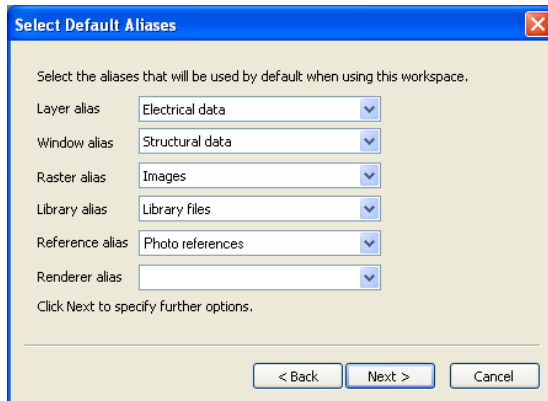 Select Default Aliases
Select the aliases that will be used by default when using this workspace.
Layer alias Electrical data
Window alias Structural data
Raster alias Images
Library alias Library files
Reference alias Photo references
Renderer alias
Click Next to specify further options.
< Back Next > Cancel